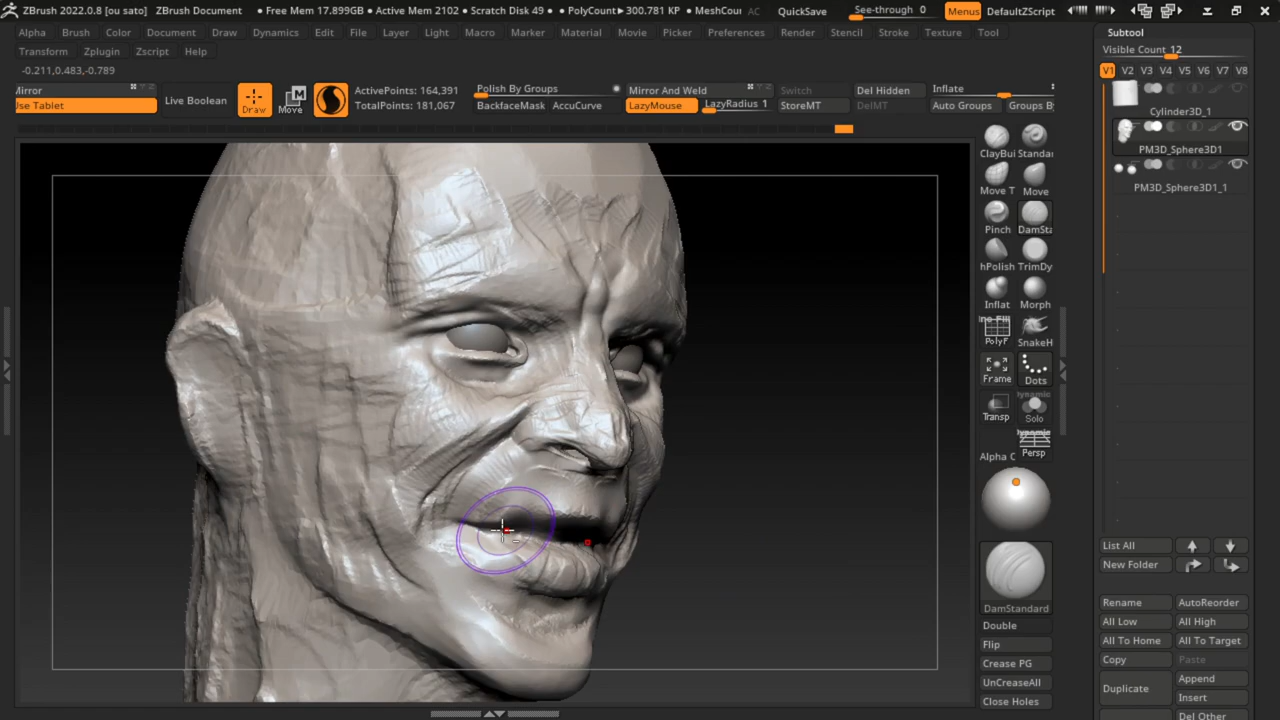 ZBrush 2022.0.8 [ou sato] ZBrush Document • Free Mem 17.899GB • Active Mem 2102 • Scratch Disk 49 • • PolyCount▸300.781 KP • MeshCou AC QuickSave See-through 0 Menus DefaultZScript
Alpha Brush Color Document Draw Dynamics Edit File Layer Light Macro Marker Material Movie Picker Preferences Render Stencil Stroke Texture Tool
Transform Zplugin Zscript Help
-0.211,0.483,-0.789
Mirror
Use Tablet
Live Boolean
Draw
Move
ActivePoints: 164,391
TotalPoints: 181,067
Polish By Groups
BackfaceMask AccuCurve
Mirror And Weld
LazyMouse LazyRadius 1
Switch
StoreMT
Del Hidden
DelMT
Inflate
Auto Groups Groups By
ClayBui Standa
Move T Move
Pinch DamSta
hPolish TrimDy
Inflat Morph
PolyF SnakeH
Frame Dots
Dynamic
Transp Solo
Dynamic
Alpha C Persp
DamStandard
Double
Flip
Crease PG
UnCreaseAll
Close Holes
Subtool
Visible Count 12
V1 V2 V3 V4 V5 V6 V7 V8
Cylinder3D_1
PM3D_Sphere3D1
PM3D_Sphere3D1_1
List All
New Folder
Rename AutoReorder
All Low All High
All To Home All To Target
Copy Paste
Duplicate
Append
Insert
Del Other